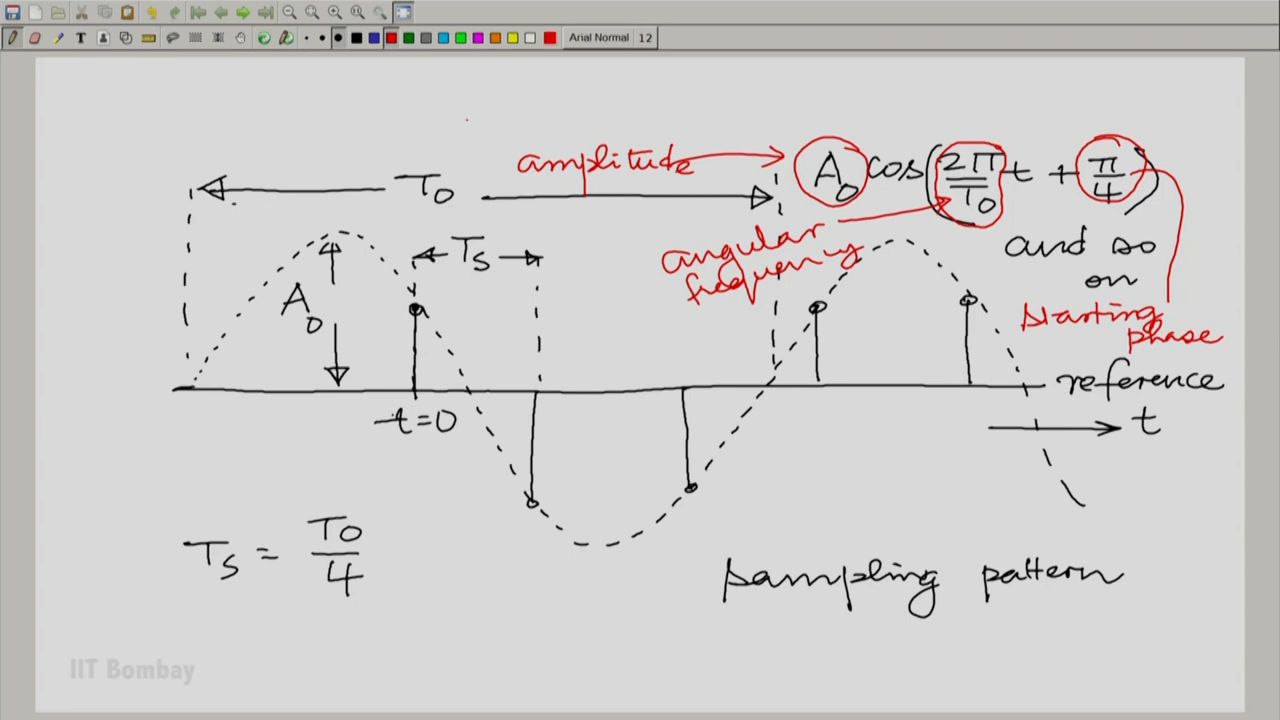 Arial Normal 12
amplitude A₀ cos(2π/T₀ t + π/4)
T₀
angular
frequency
and so
on
starting
phase
Tₛ
A₀
reference
t=0
t
Tₛ = T₀/4
sampling pattern
IIT Bombay